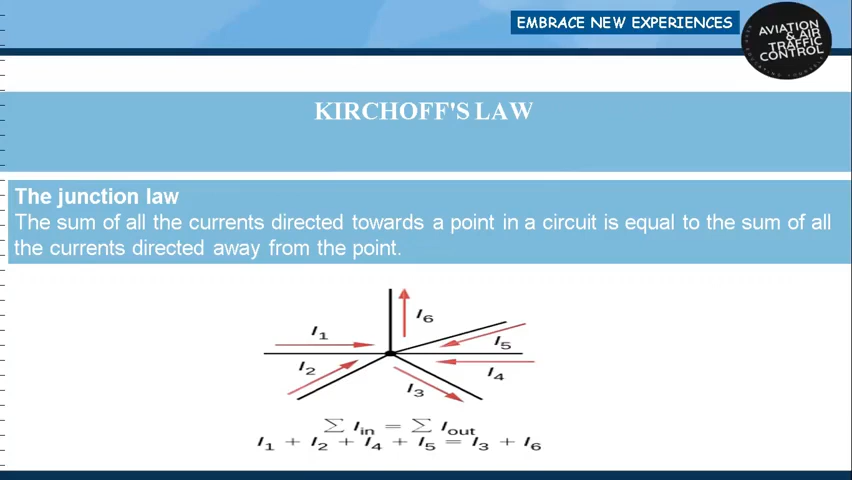 EMBRACE NEW EXPERIENCES
AVIATION
& AIR
TRAFFIC
CONTROL
KIRCHOFF'S LAW
The junction law
The sum of all the currents directed towards a point in a circuit is equal to the sum of all
the currents directed away from the point.
I₆
I₁
I₅
I₂
I₄
I₃
∑ Iin = ∑ Iout
I₁ + I₂ + I₄ + I₅ = I₃ + I₆